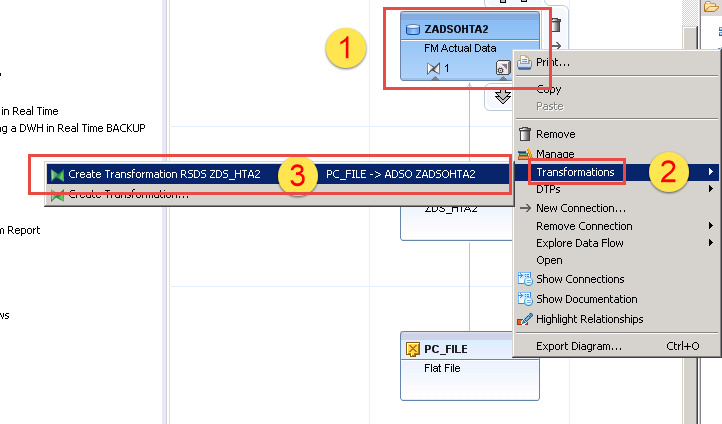 ZADSOHTA2
FM Actual Data
1
1
Print...
Copy
Paste
in Real Time
ng a DWH in Real Time BACKUP
Remove
Manage
Create Transformation RSDS ZDS_HTA2 PC_FILE -> ADSO ZADSOHTA2
3
Transformations
2
Create Transformation...
DTPs
ZDS_HTA2
New Connection...
m Report
Remove Connection
Explore Data Flow
Open
Show Connections
Show Documentation
ws
Highlight Relationships
PC_FILE
Export Diagram... Ctrl+O
Flat File